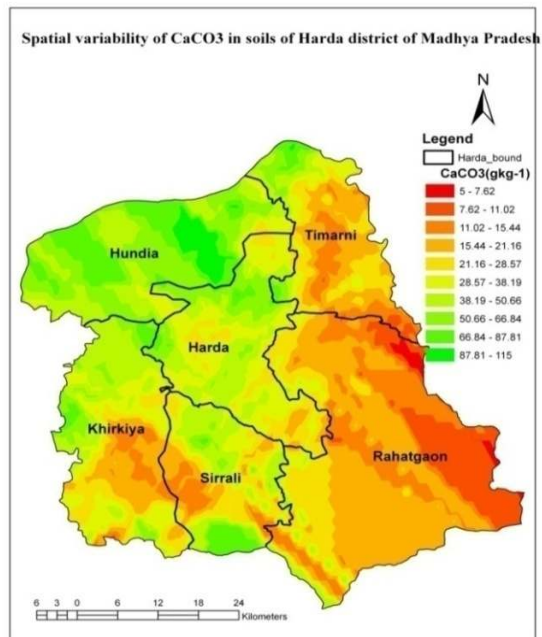 Spatial variability of CaCO3 in soils of Harda district of Madhya Pradesh
N
Legend
Harda_bound
CaCO3(gkg-1)
5 - 7.62
7.62 - 11.02
11.02 - 15.44
15.44 - 21.16
21.16 - 28.57
28.57 - 38.19
38.19 - 50.66
50.66 - 66.84
66.84 - 87.81
87.81 - 115
Timarni
Hundia
Harda
Khirkiya
Sirrali
Rahatgaon
6 3 0 6 12 18 24
Kilometers